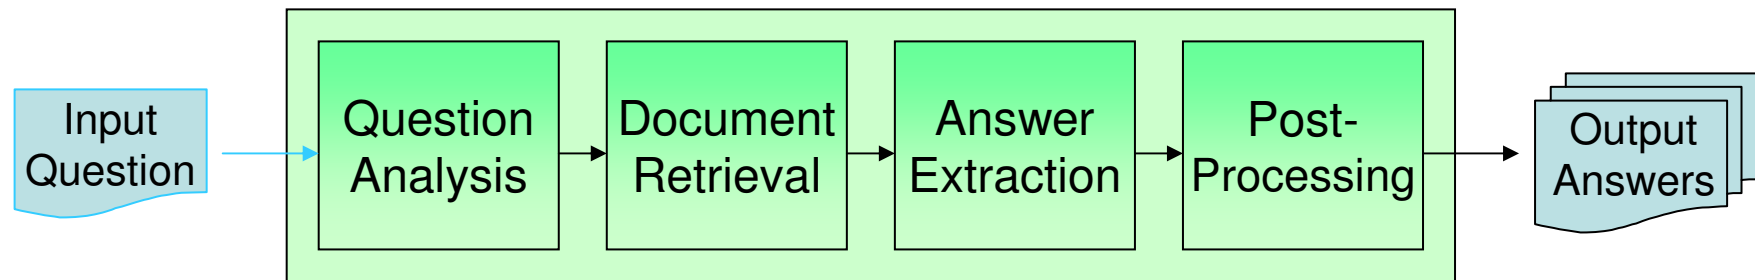 Input
Question
Question
Analysis
Document
Retrieval
Answer
Extraction
Post-
Processing
Output
Answers